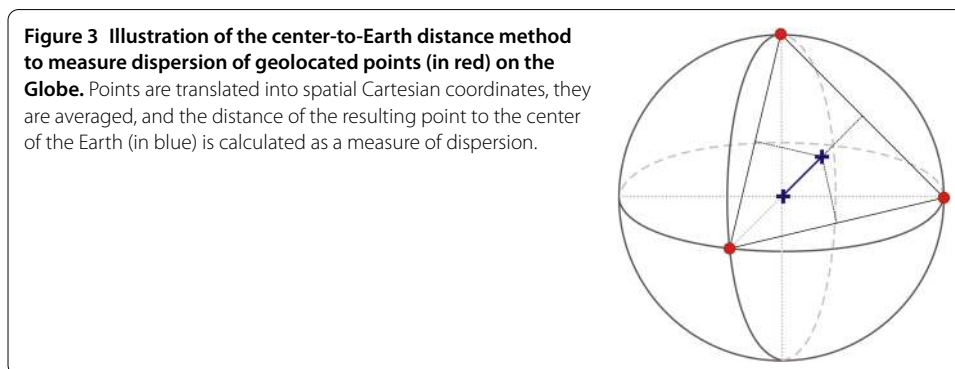 Figure 3 Illustration of the center-to-Earth distance method
to measure dispersion of geolocated points (in red) on the
Globe. Points are translated into spatial Cartesian coordinates, they
are averaged, and the distance of the resulting point to the center
of the Earth (in blue) is calculated as a measure of dispersion.